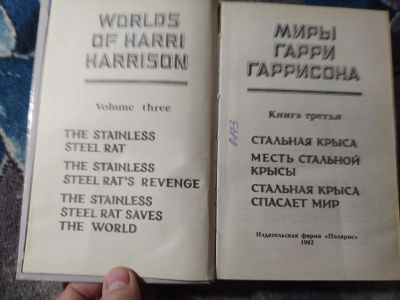 WORLDS
OF HARRI
HARRISON
Volume three
THE STAINLESS
STEEL RAT
THE STAINLESS
STEEL RAT'S REVENGE
THE STAINLESS
STEEL RAT SAVES
THE WORLD
МИРЫ
ГАРРИ
ГАРРИСОНА
Книга третья
СТАЛЬНАЯ КРЫСА
МЕСТЬ СТАЛЬНОЙ
КРЫСЫ
СТАЛЬНАЯ КРЫСА
СПАСАЕТ МИР
Издательская фирма «Полярис»
1992